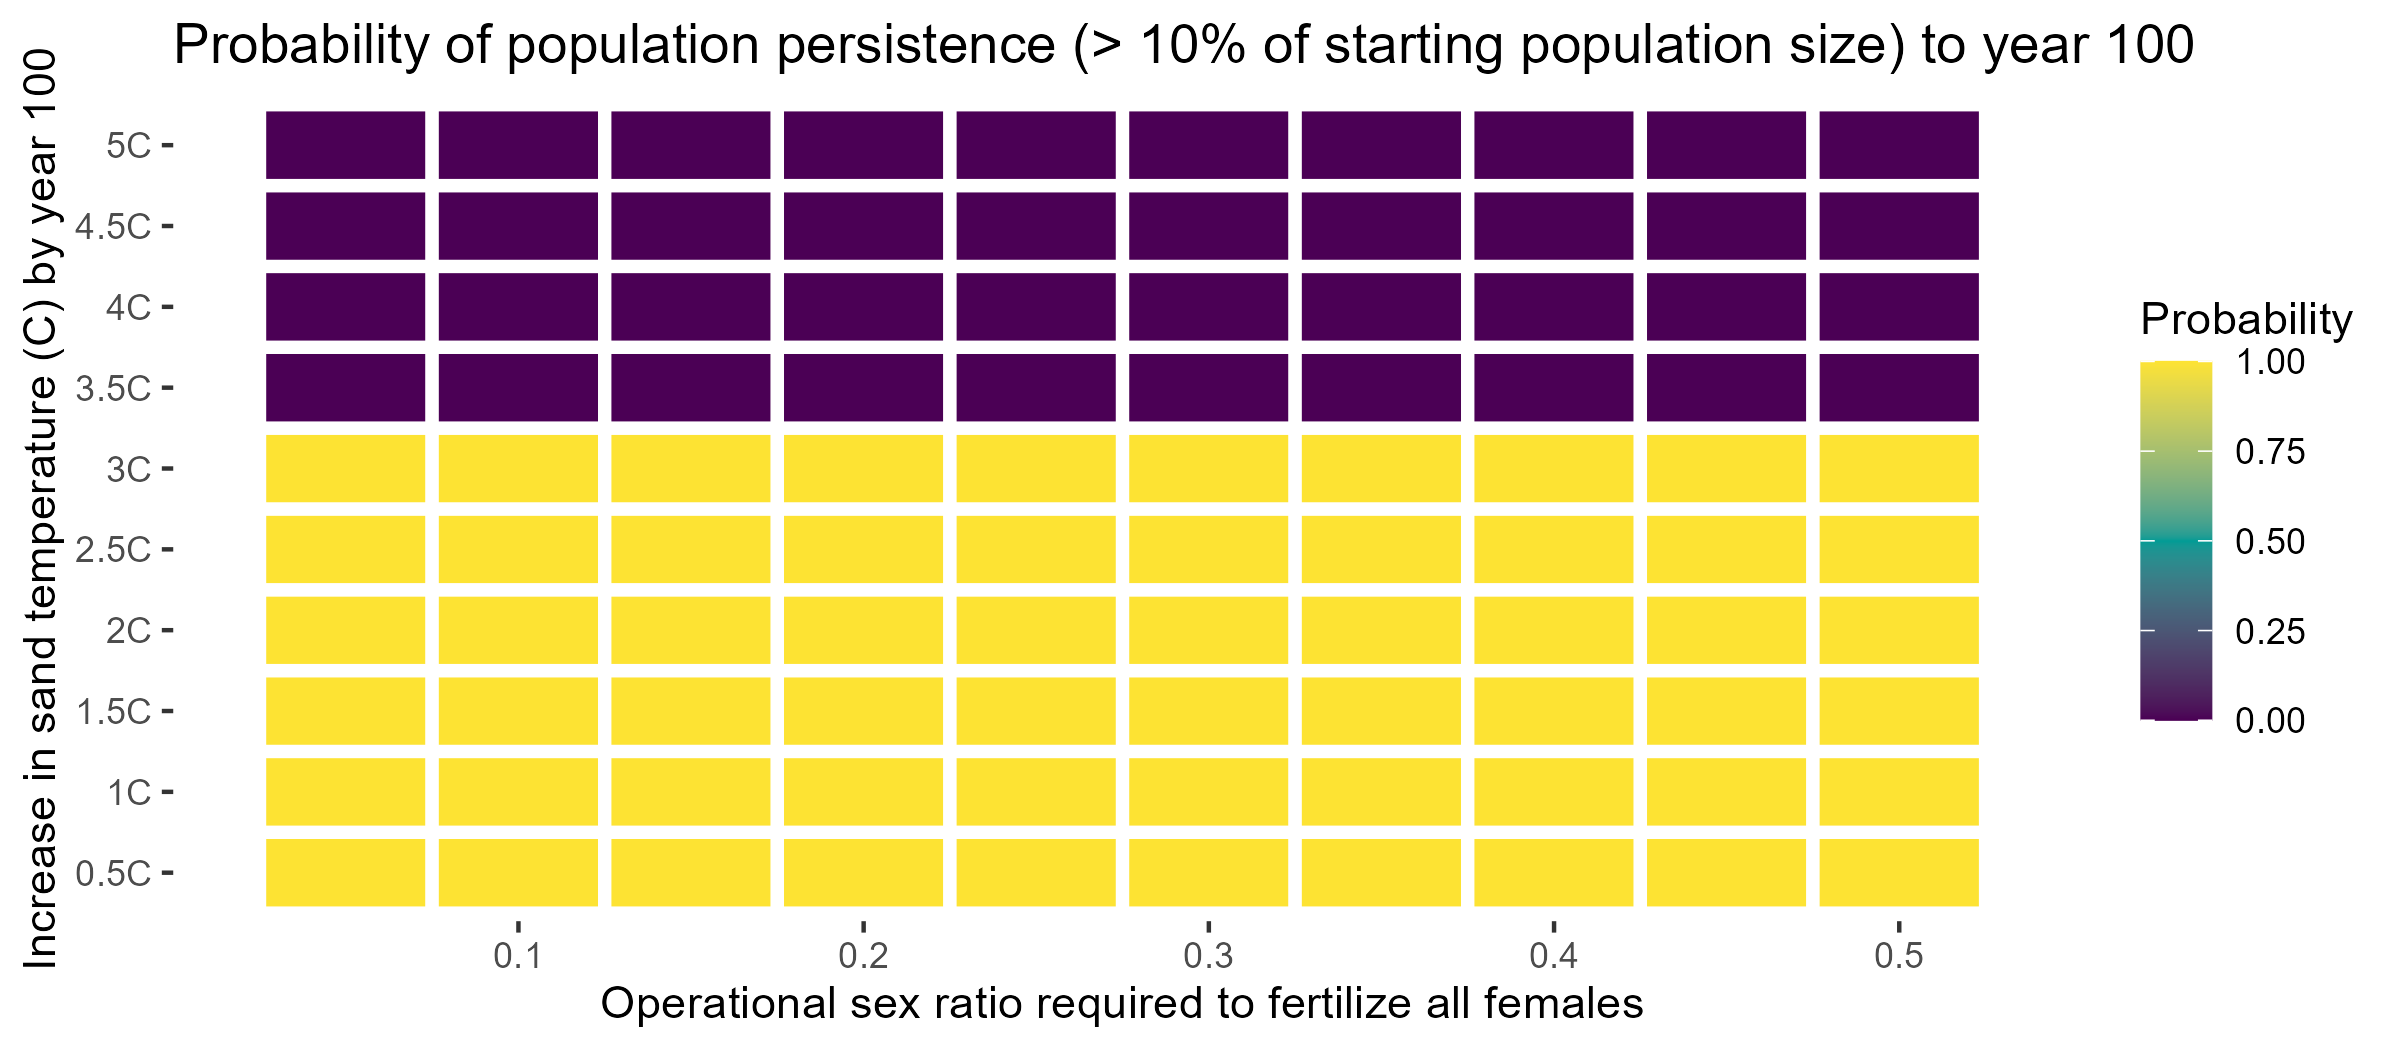 Probability of population persistence (> 10% of starting population size) to year 100
Increase in sand temperature (C) by year 100
5C
4.5C
4C
3.5C
3C
2.5C
2C
1.5C
1C
0.5C
0.1
0.2
0.3
0.4
0.5
Operational sex ratio required to fertilize all females
Probability
1.00
0.75
0.50
0.25
0.00